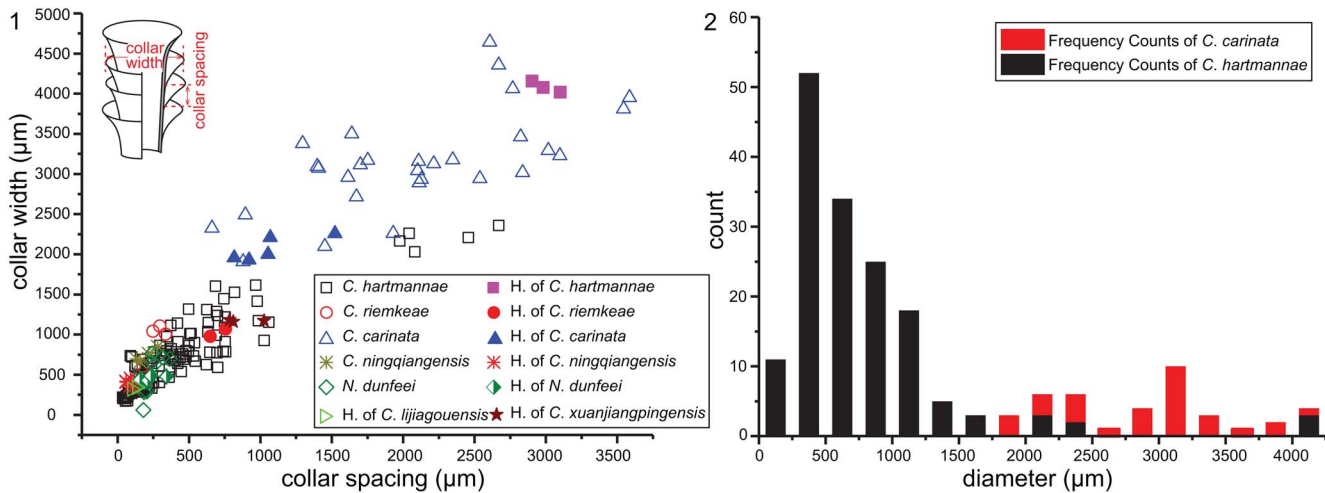 1
5000
4500
4000
3500
3000
2500
2000
1500
1000
500
0
collar width (µm)
collar
width
collar spacing
C. hartmannae
H. of C. hartmannae
C. riemkeae
H. of C. riemkeae
C. carinata
H. of C. carinata
C. ningqiangensis
H. of C. ningqiangensis
N. dunfeei
H. of N. dunfeei
H. of C. lijiagouensis
H. of C. xuanjiangpingensis
0 500 1000 1500 2000 2500 3000 3500
collar spacing (µm)
2
60
50
40
30
20
10
0
count
Frequency Counts of C. carinata
Frequency Counts of C. hartmannae
0 500 1000 1500 2000 2500 3000 3500 4000
diameter (µm)